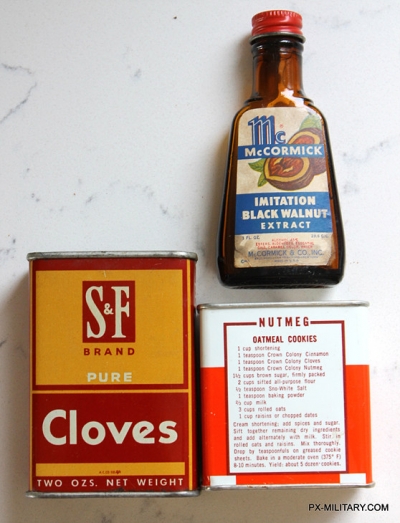 Mc
McCORMICK
IMITATION
BLACK WALNUT
EXTRACT
McCORMICK & CO., INC.
S&F
BRAND
PURE
Cloves
TWO OZS. NET WEIGHT
NUTMEG
OATMEAL COOKIES
1 cup shortening
1 teaspoon Crown Colony Cinnamon
1 teaspoon Crown Colony Cloves
1 teaspoon Crown Colony Nutmeg
1½ cups brown sugar, firmly packed
2 cups sifted all-purpose flour
½ teaspoon Sno-White Salt
1 teaspoon baking powder
¾ cup milk
3 cups rolled oats
1 cup raisins or chopped dates
Cream shortening; add spices and sugar.
Sift together remaining dry ingredients
and add alternately with milk. Stir in
rolled oats and raisins. Mix thoroughly.
Drop by teaspoonfuls on greased cookie
sheets. Bake in a moderate oven (375° F)
8-10 minutes. Yield: about 5 dozen cookies.
PX-MILITARY.COM